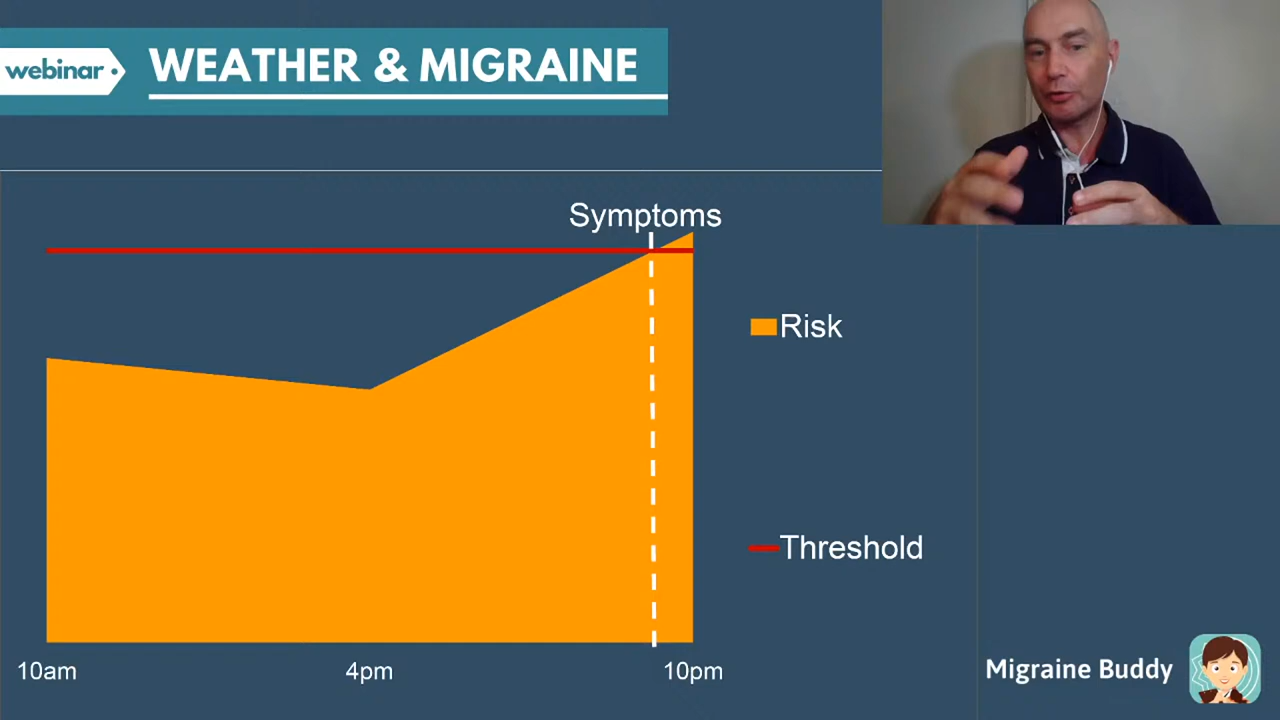 webinar
WEATHER & MIGRAINE
Symptoms
Risk
Threshold
10am
4pm
10pm
Migraine Buddy